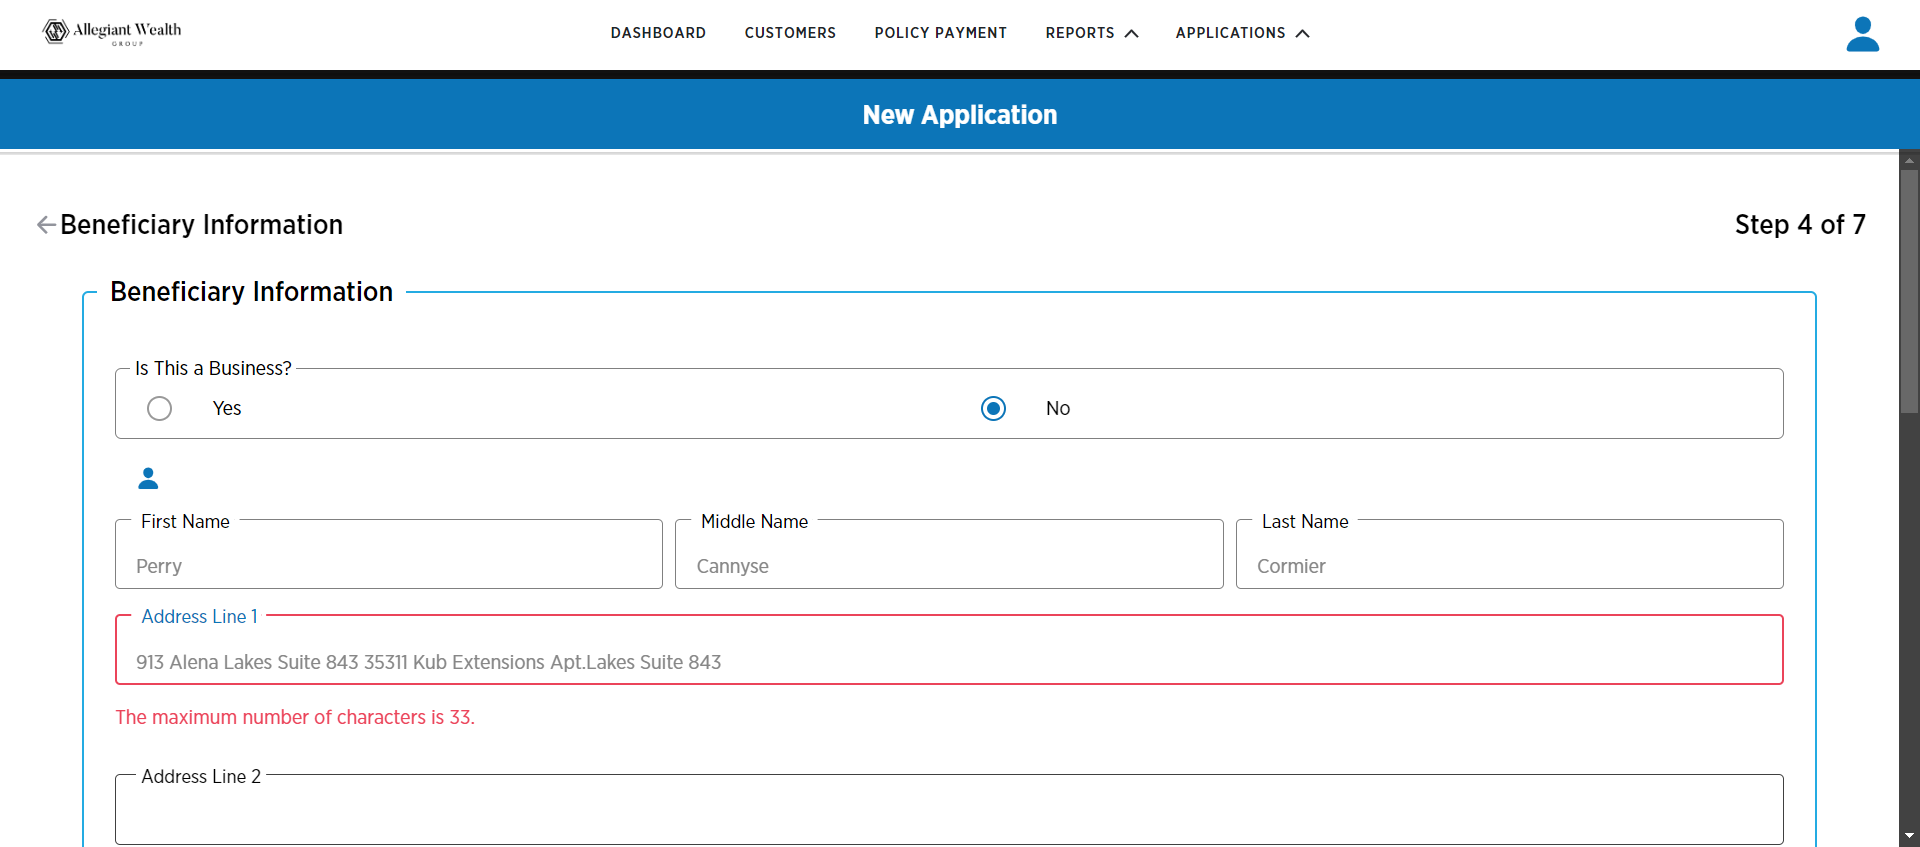 Allegiant Wealth
GROUP
DASHBOARD CUSTOMERS POLICY PAYMENT REPORTS APPLICATIONS
New Application
Beneficiary Information
Step 4 of 7
Beneficiary Information
Is This a Business?
Yes No
First Name Middle Name Last Name
Perry Cannyse Cormier
Address Line 1
913 Alena Lakes Suite 843 35311 Kub Extensions Apt.Lakes Suite 843
The maximum number of characters is 33.
Address Line 2